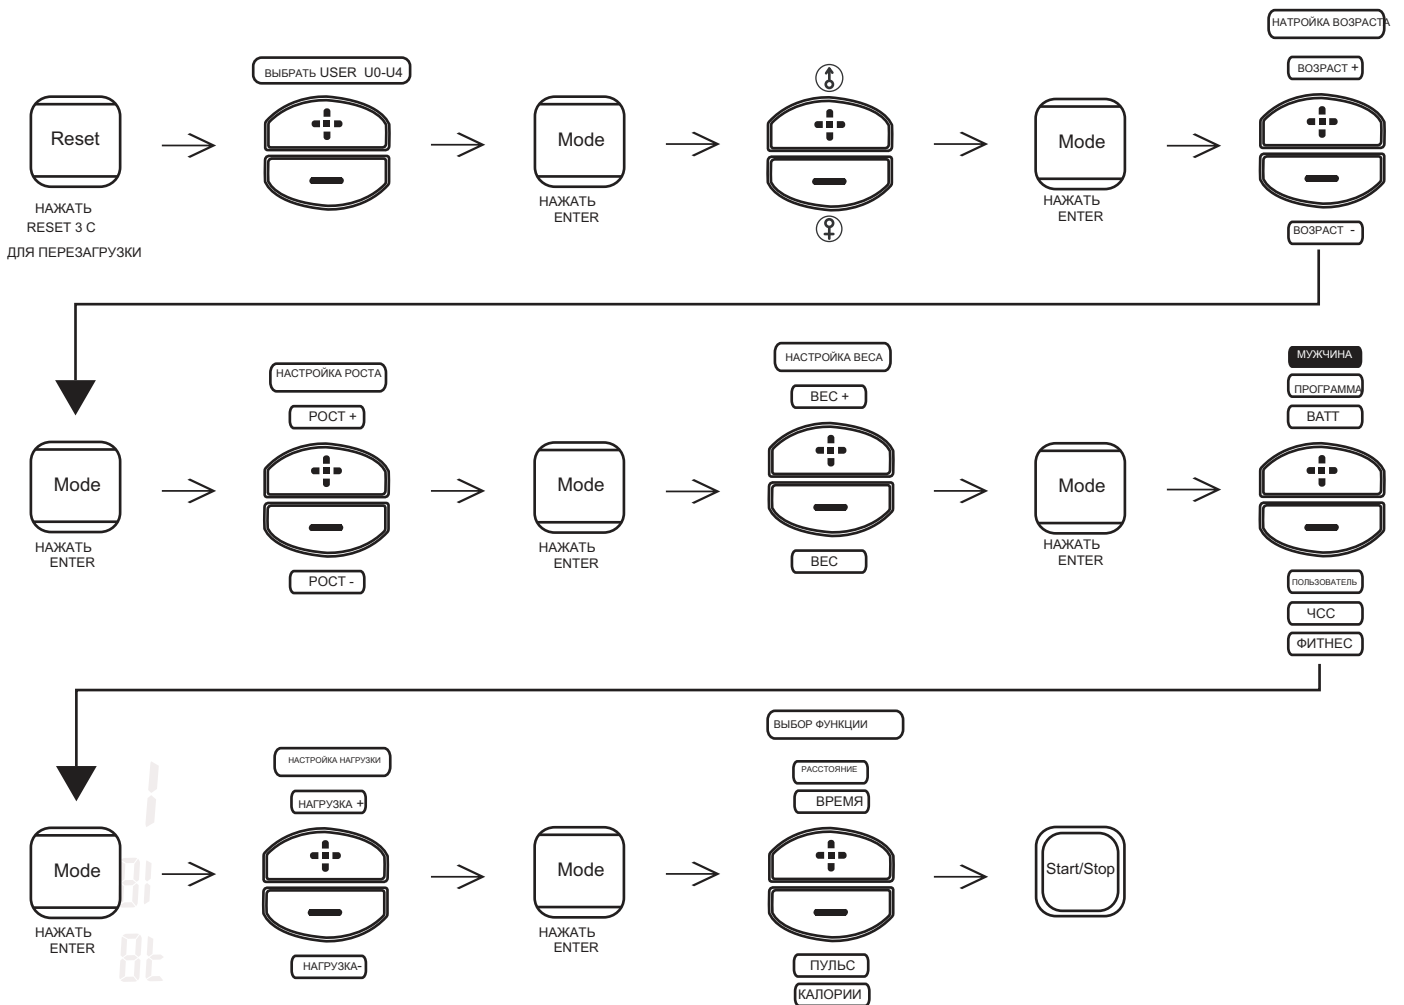 НАТРОЙКА ВОЗРАСТА
ВЫБРАТЬ USER U0-U4
ВОЗРАСТ +
Reset
Mode
Mode
НАЖАТЬ
RESET 3 С
ДЛЯ ПЕРЕЗАГРУЗКИ
НАЖАТЬ
ENTER
НАЖАТЬ
ENTER
ВОЗРАСТ -
НАСТРОЙКА РОСТА
РОСТ +
НАСТРОЙКА ВЕСА
ВЕС +
МУЖЧИНА
ПРОГРАММА
ВАТТ
Mode
Mode
Mode
НАЖАТЬ
ENTER
РОСТ -
НАЖАТЬ
ENTER
ВЕС
НАЖАТЬ
ENTER
ПОЛЬЗОВАТЕЛЬ
ЧСС
ФИТНЕС
НАСТРОЙКА НАГРУЗКИ
НАГРУЗКА +
ВЫБОР ФУНКЦИИ
РАССТОЯНИЕ
ВРЕМЯ
Mode
Mode
Start/Stop
НАЖАТЬ
ENTER
НАГРУЗКА-
НАЖАТЬ
ENTER
ПУЛЬС
КАЛОРИИ